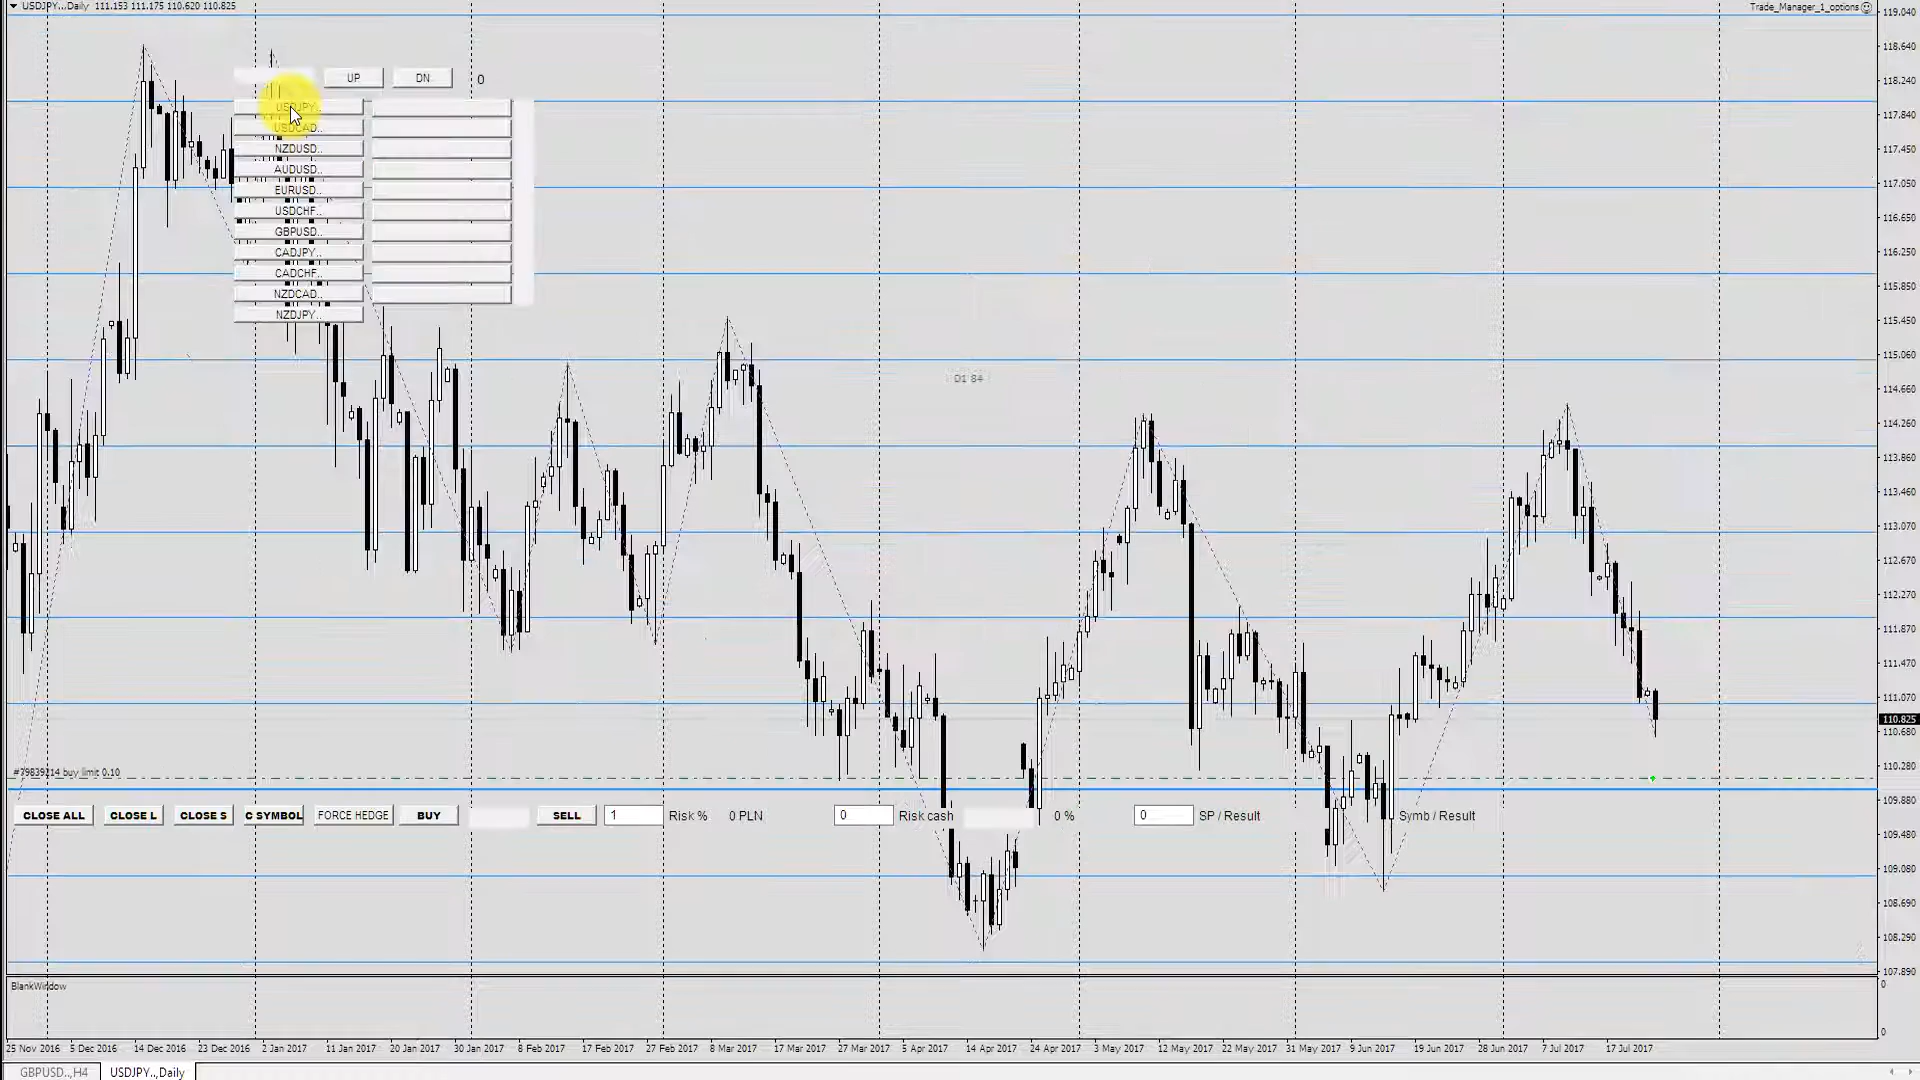 USDJPY...Daily 111.153 111.175 110.620 110.825
Trade_Manager_1_options
UP DN 0
USDJPY..
USDCAD..
NZDUSD..
AUDUSD..
EURUSD..
USDCHF..
GBPUSD..
CADJPY..
CADCHF..
NZDCAD..
NZDJPY..
D1 84
119.040
118.640
118.240
117.840
117.450
117.050
116.650
116.250
115.850
115.450
115.060
114.660
114.260
113.860
113.460
113.070
112.670
112.270
111.870
111.470
111.070
110.825
110.680
110.280
109.880
109.480
109.080
108.690
108.290
107.890
#79839214 buy limit 0.10
CLOSE ALL CLOSE L CLOSE S C SYMBOL FORCE HEDGE BUY SELL 1 Risk % 0 PLN 0 Risk cash 0 % 0 SP / Result Symb / Result
BlankWindow
0
0
25 Nov 2016 5 Dec 2016 14 Dec 2016 23 Dec 2016 2 Jan 2017 11 Jan 2017 20 Jan 2017 30 Jan 2017 8 Feb 2017 17 Feb 2017 27 Feb 2017 8 Mar 2017 17 Mar 2017 27 Mar 2017 5 Apr 2017 14 Apr 2017 24 Apr 2017 3 May 2017 12 May 2017 22 May 2017 31 May 2017 9 Jun 2017 19 Jun 2017 28 Jun 2017 7 Jul 2017 17 Jul 2017
GBPUSD..,H4 USDJPY..,Daily